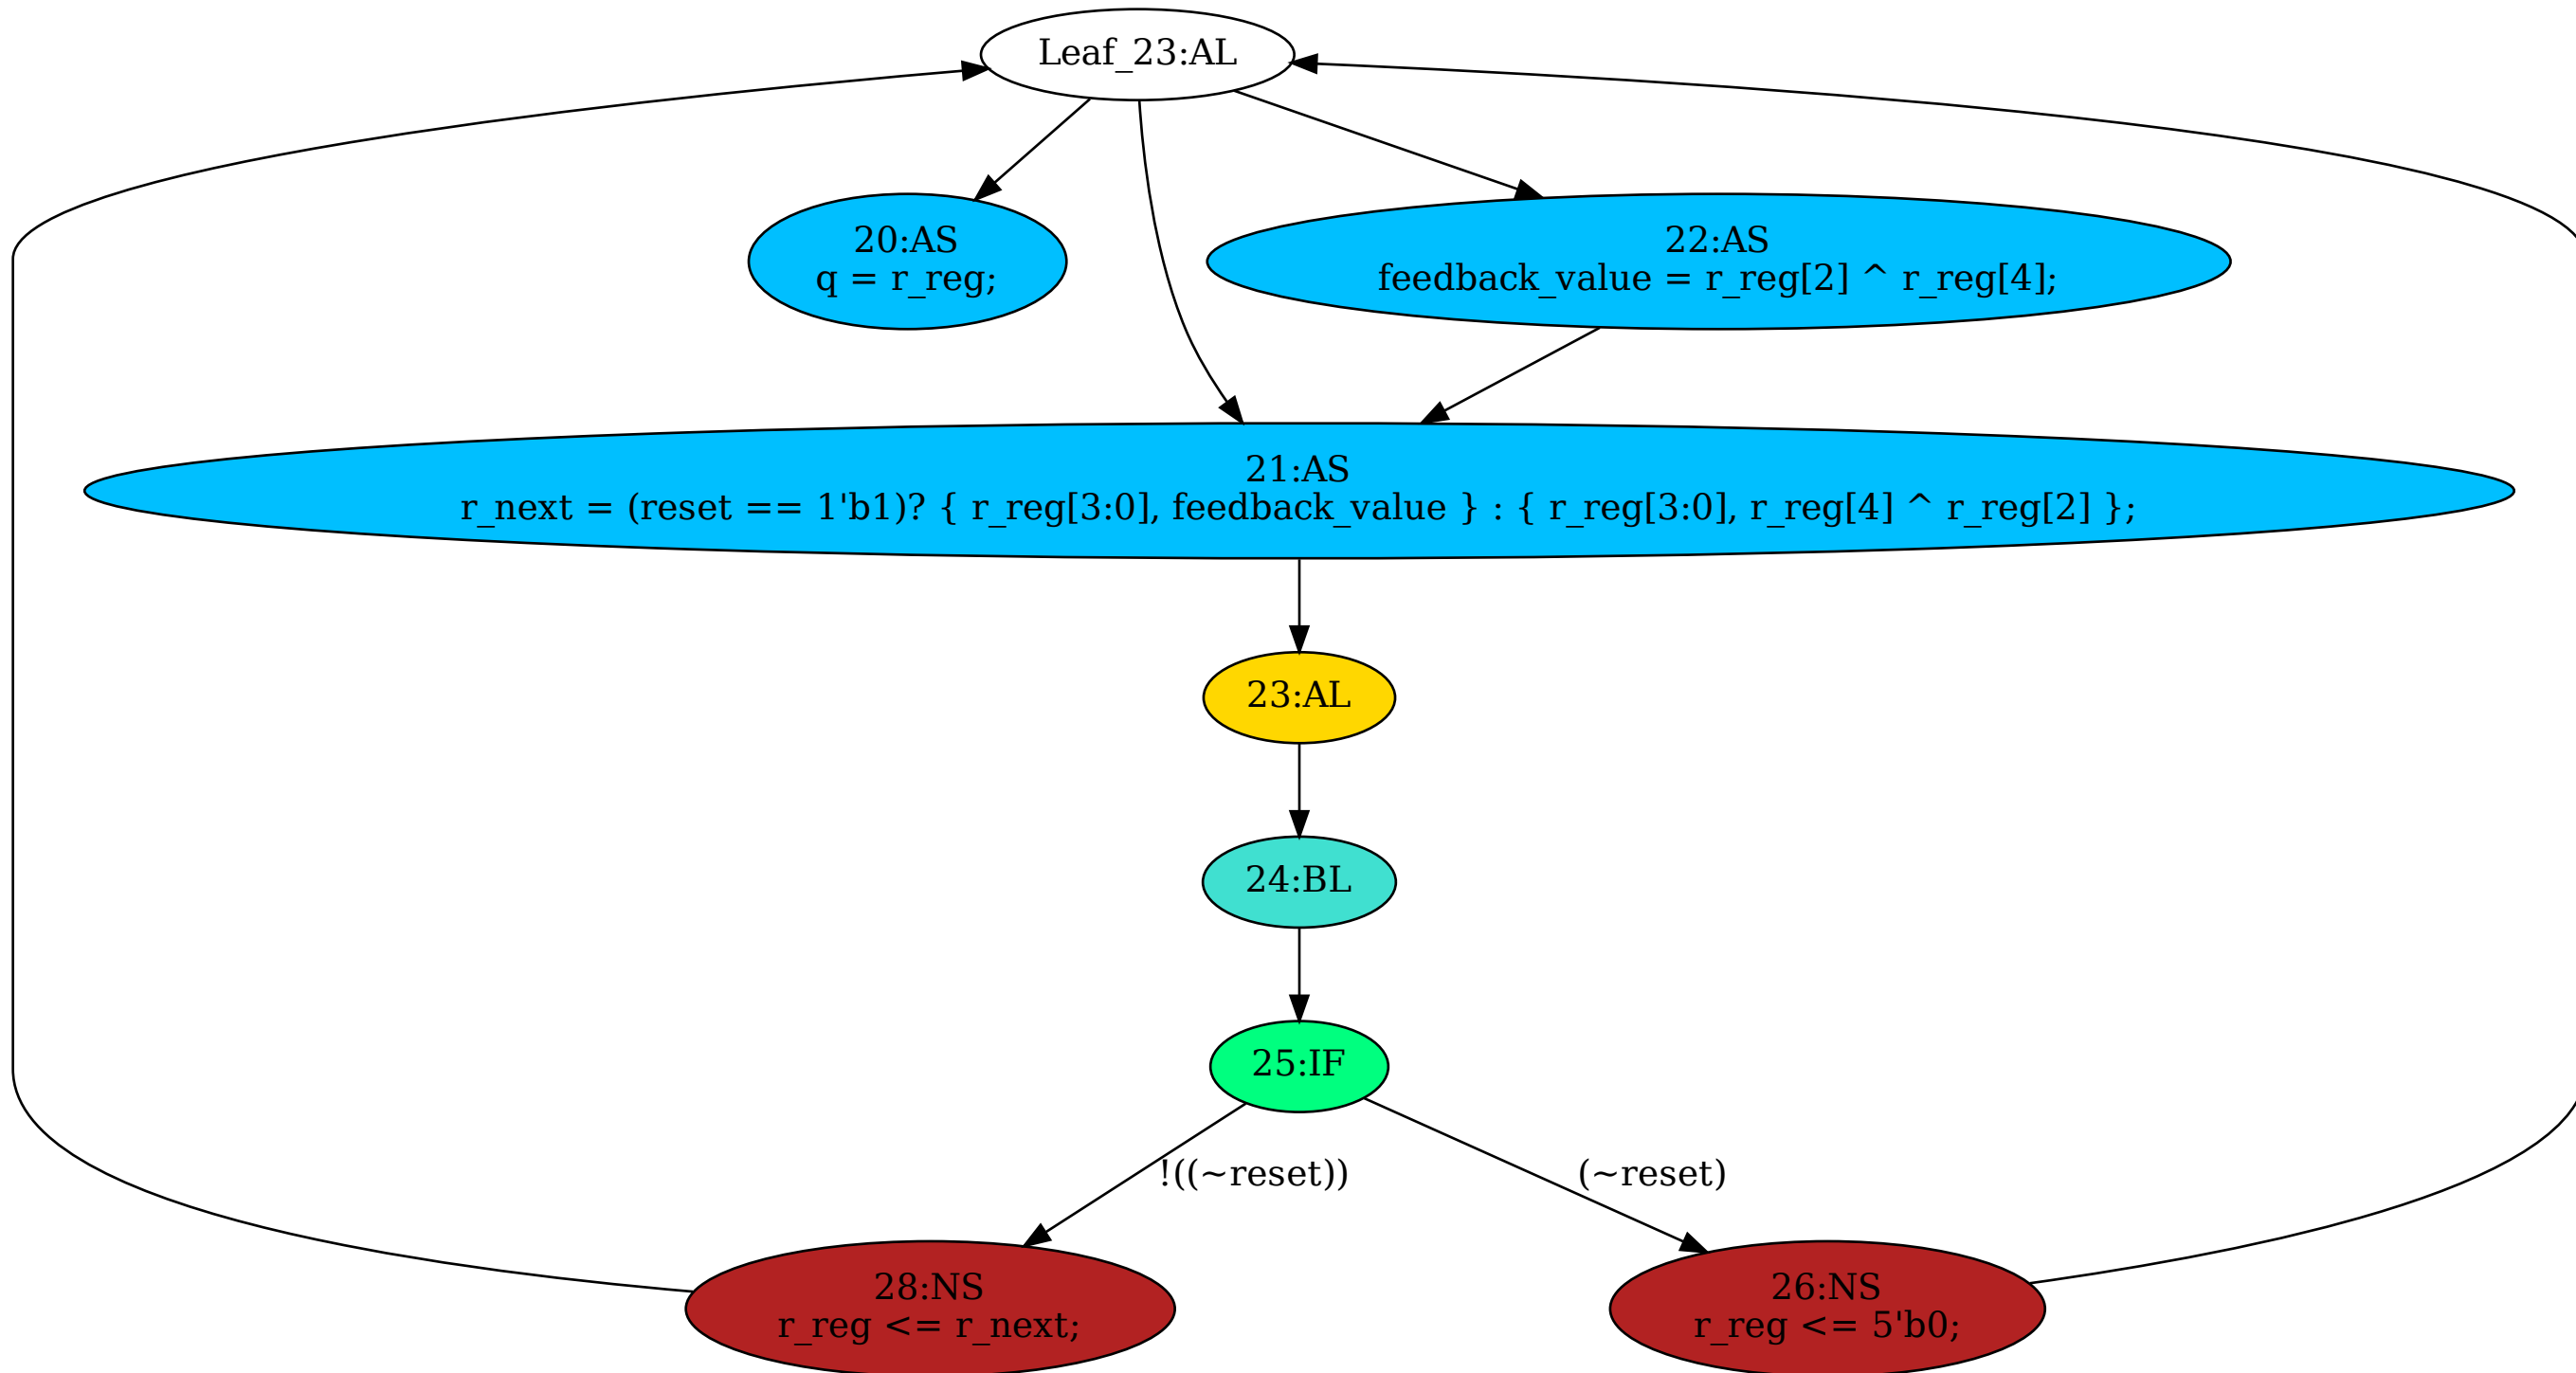 Leaf_23:AL
20:AS
q = r_reg;
22:AS
feedback_value = r_reg[2] ^ r_reg[4];
21:AS
r_next = (reset == 1'b1)? { r_reg[3:0], feedback_value } : { r_reg[3:0], r_reg[4] ^ r_reg[2] };
23:AL
24:BL
25:IF
!((~reset))
(~reset)
28:NS
r_reg <= r_next;
26:NS
r_reg <= 5'b0;